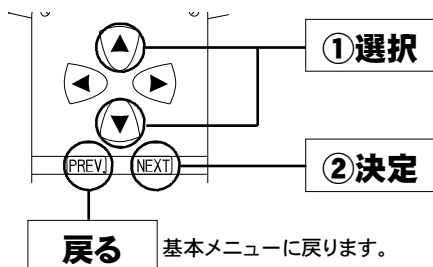 ①選択
PREV.
NEXT
②決定
戻る
基本メニューに戻ります。